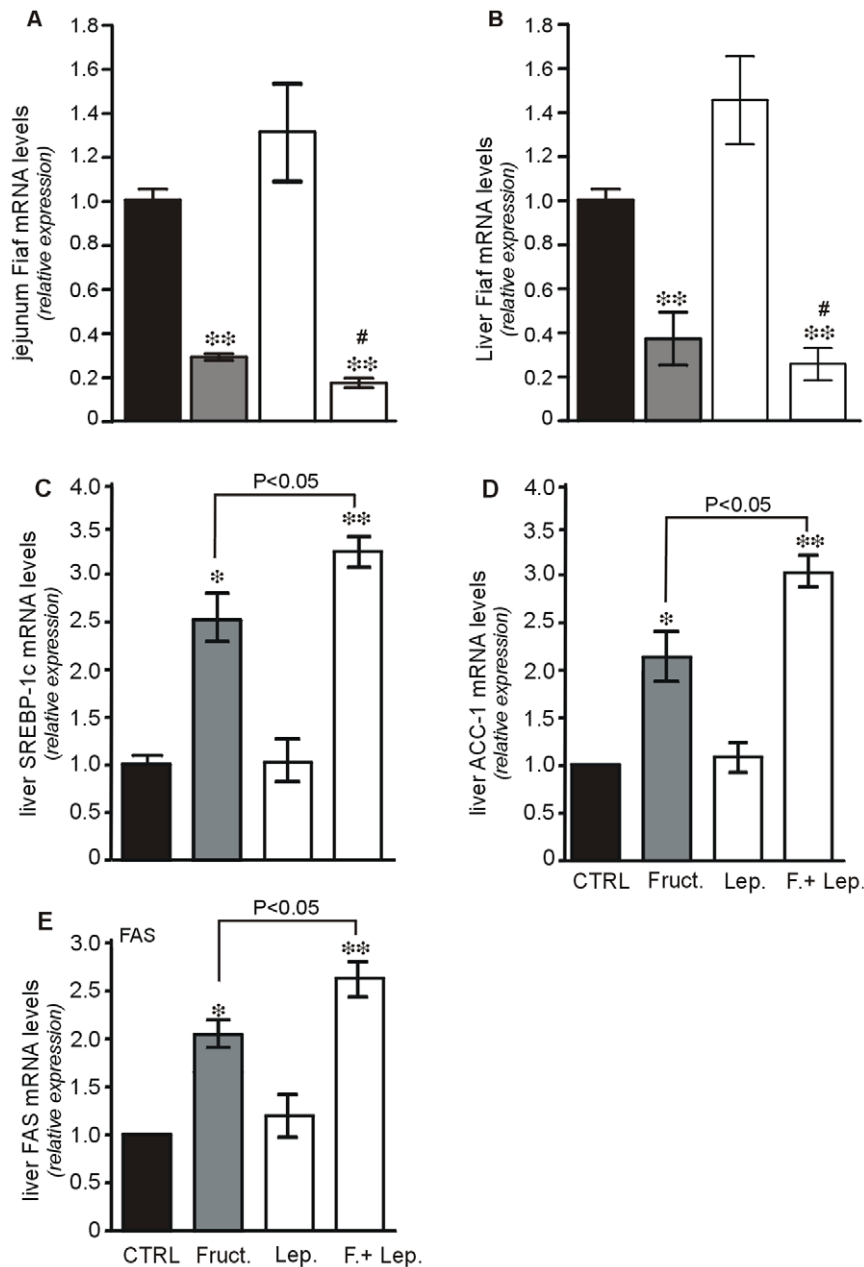 A
jejunum Fiaf mRNA levels
(relative expression)
1.8
1.6
1.4
1.2
1.0
0.8
0.6
0.4
0.2
0
**
#
**
B
Liver Fiaf mRNA levels
(relative expression)
1.8
1.6
1.4
1.2
1.0
0.8
0.6
0.4
0.2
0
**
#
**
C
liver SREBP-1c mRNA levels
(relative expression)
4.0
3.5
3.0
2.5
2.0
1.5
1.0
0.5
0
P<0.05
*
**
D
liver ACC-1 mRNA levels
(relative expression)
4.0
3.5
3.0
2.5
2.0
1.5
1.0
0.5
0
P<0.05
*
**
CTRL Fruct. Lep. F.+ Lep.
E
FAS
liver FAS mRNA levels
(relative expression)
3.0
2.5
2.0
1.5
1.0
0.5
0
P<0.05
*
**
CTRL Fruct. Lep. F.+ Lep.